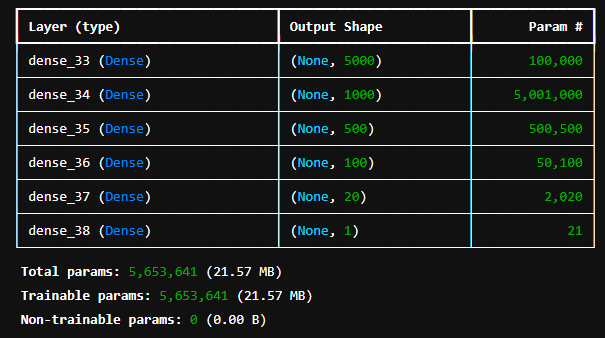 Layer (type) Output Shape Param #
dense_33 (Dense) (None, 5000) 100,000
dense_34 (Dense) (None, 1000) 5,001,000
dense_35 (Dense) (None, 500) 500,500
dense_36 (Dense) (None, 100) 50,100
dense_37 (Dense) (None, 20) 2,020
dense_38 (Dense) (None, 1) 21
Total params: 5,653,641 (21.57 MB)
Trainable params: 5,653,641 (21.57 MB)
Non-trainable params: 0 (0.00 B)